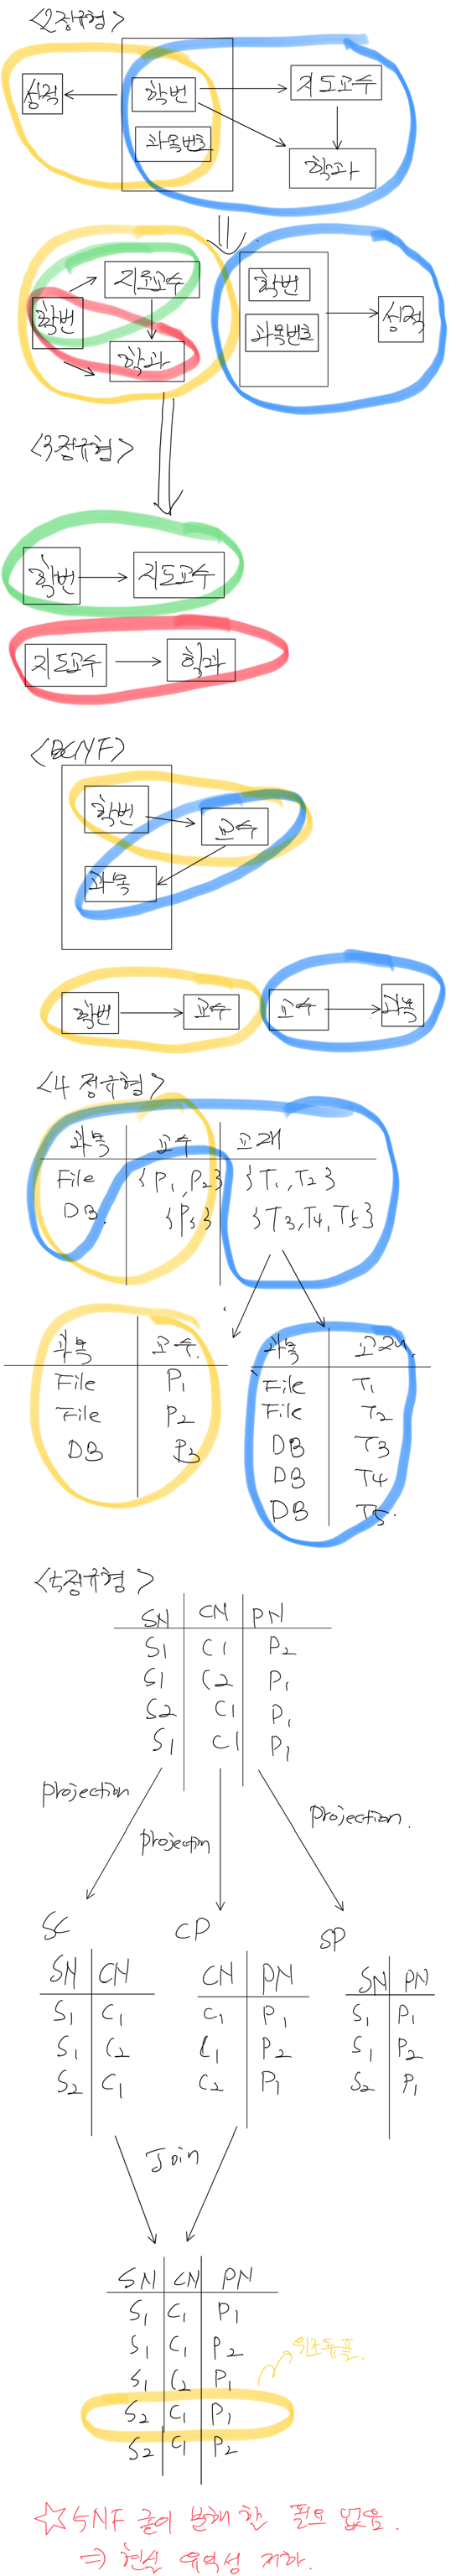 <2정규형>
성적 학번 지도교수
과목번호 학과
학번 지도교수 학과
학번 과목번호 성적
<3정규형>
학번 지도교수
지도교수 학과
<BCNF>
학번 교수
과목
학번 교수 교수 과목
<4 정규형>
과목 교수 교재
File {P1, P2} {T1, T2}
DB {P3} {T3, T4, T5}
과목 교수
File P1
File P2
DB P3
과목 교재
File T1
File T2
DB T3
DB T4
DB T5
<5정규형>
SN CN PN
S1 C1 P2
S1 C2 P1
S2 C1 P1
S1 C1 P1
projection
projection
projection
SC
SN CN
S1 C1
S1 C2
S2 C1
CP
CN PN
C1 P1
C1 P2
C2 P1
SP
SN PN
S1 P1
S1 P2
S2 P1
Join
SN CN PN
S1 C1 P1
S1 C1 P2
S1 C2 P1
S2 C1 P1
S2 C1 P2
위조튜플.
☆ 5NF 굳이 분해 할 필요 없음.
⇒ 현실 유익성 저하.